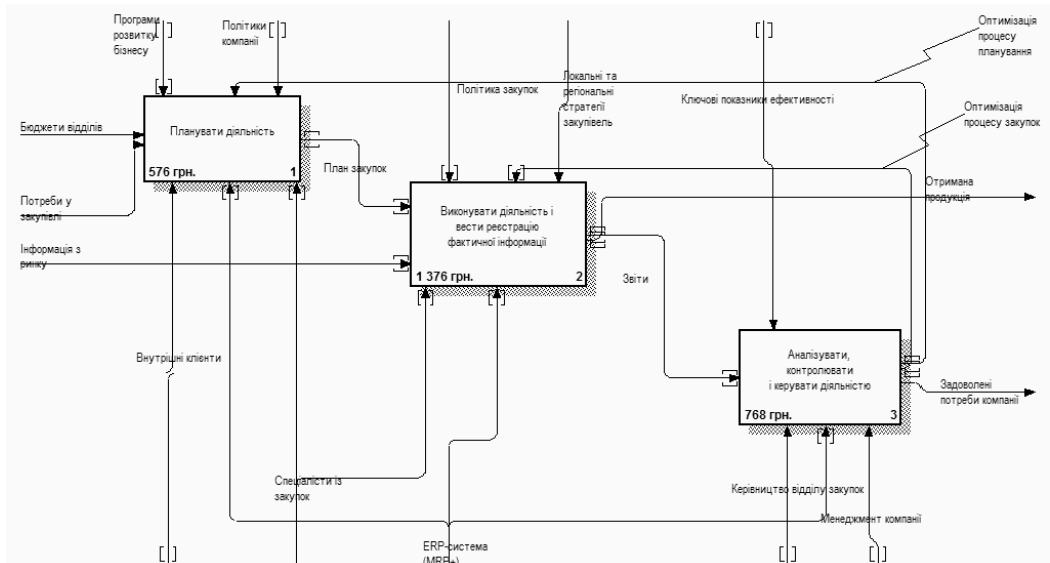 Програми
розвитку
бізнесу
Політики
компанії
Оптимізація
процесу
планування
Політика закупок
Локальні та
регіональні
стратегії
закупівель
Ключові показники ефективності
Оптимізація
процесу закупок
Бюджети відділів
Планувати діяльність
576 грн.
1
План закупок
Потреби у
закупівлі
Отримана
продукція
Виконувати діяльність і
вести реєстрацію
фактичної інформації
1 376 грн.
2
Інформація з
ринку
Звіти
Внутрішні клієнти
Аналізувати,
контролювати
і керувати діяльністю
768 грн.
3
Задоволені
потреби компанії
Спеціалісти із
закупок
Керівництво відділу закупок
Менеджмент компанії
ERP-система
(MRP+)